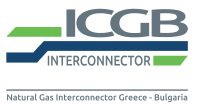 ICGB
INTERCONNECTOR
Natural Gas Interconnector Greece - Bulgaria